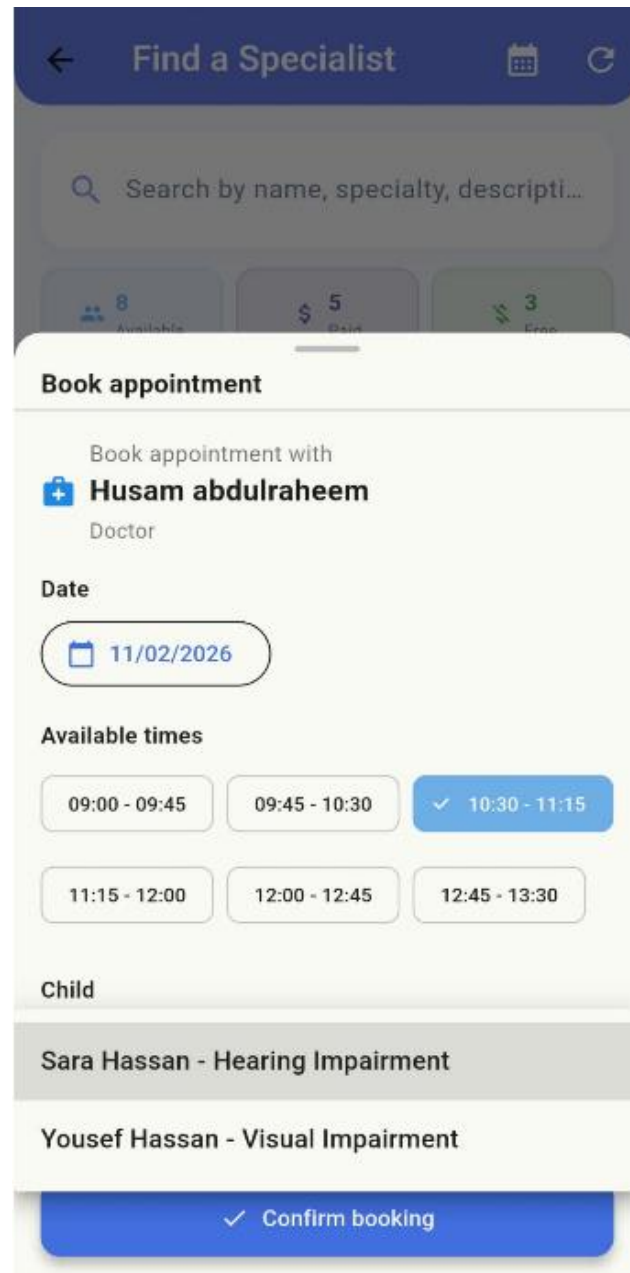 Find a Specialist
Search by name, specialty, descripti...
8
Available
$ 5
Paid
3
Free
Book appointment
Book appointment with
Husam abdulraheem
Doctor
Date
11/02/2026
Available times
09:00 - 09:45
09:45 - 10:30
10:30 - 11:15
11:15 - 12:00
12:00 - 12:45
12:45 - 13:30
Child
Sara Hassan - Hearing Impairment
Yousef Hassan - Visual Impairment
Confirm booking